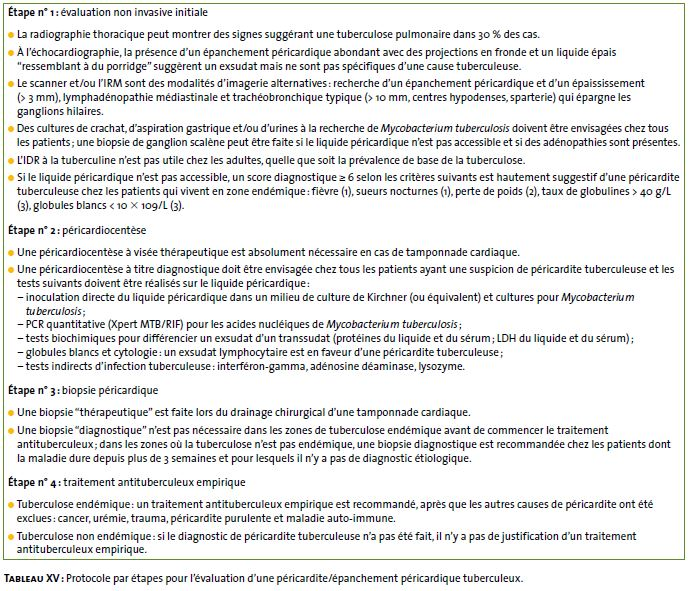 Étape n° 1 : évaluation non invasive initiale
● La radiographie thoracique peut montrer des signes suggérant une tuberculose pulmonaire dans 30 % des cas.
● À l’échocardiographie, la présence d’un épanchement péricardique abondant avec des projections en fronde et un liquide épais
“ressemblant à du porridge” suggèrent un exsudat mais ne sont pas spécifiques d’une cause tuberculeuse.
● Le scanner et/ou l’IRM sont des modalités d’imagerie alternatives : recherche d’un épanchement péricardique et d’un épaississement
(> 3 mm), lymphadénopathie médiastinale et trachéobronchique typique (> 10 mm, centres hypodenses, sparterie) qui épargne les
ganglions hilaires.
● Des cultures de crachat, d’aspiration gastrique et/ou d’urines à la recherche de Mycobacterium tuberculosis doivent être envisagées chez tous
les patients ; une biopsie de ganglion scalène peut être faite si le liquide péricardique n’est pas accessible et si des adénopathies sont présentes.
● L’IDR à la tuberculine n’est pas utile chez les adultes, quelle que soit la prévalence de base de la tuberculose.
● Si le liquide péricardique n’est pas accessible, un score diagnostique ≥ 6 selon les critères suivants est hautement suggestif d’une péricardite
tuberculeuse chez les patients qui vivent en zone endémique : fièvre (1), sueurs nocturnes (1), perte de poids (2), taux de globulines > 40 g/L
(3), globules blancs < 10 × 109/L (3).
Étape n° 2 : péricardiocentèse
● Une péricardiocentèse à visée thérapeutique est absolument nécessaire en cas de tamponnade cardiaque.
● Une péricardiocentèse à titre diagnostique doit être envisagée chez tous les patients ayant une suspicion de péricardite tuberculeuse et les
tests suivants doivent être réalisés sur le liquide péricardique :
– inoculation directe du liquide péricardique dans un milieu de culture de Kirchner (ou équivalent) et cultures pour Mycobacterium
tuberculosis ;
– PCR quantitative (Xpert MTB/RIF) pour les acides nucléiques de Mycobacterium tuberculosis ;
– tests biochimiques pour différencier un exsudat d’un transsudat (protéines du liquide et du sérum ; LDH du liquide et du sérum) ;
– globules blancs et cytologie : un exsudat lymphocytaire est en faveur d’une péricardite tuberculeuse ;
– tests indirects d’infection tuberculeuse : interféron-gamma, adénosine déaminase, lysozyme.
Étape n° 3 : biopsie péricardique
● Une biopsie “thérapeutique” est faite lors du drainage chirurgical d’une tamponnade cardiaque.
● Une biopsie “diagnostique” n’est pas nécessaire dans les zones de tuberculose endémique avant de commencer le traitement
antituberculeux ; dans les zones où la tuberculose n’est pas endémique, une biopsie diagnostique est recommandée chez les patients dont
la maladie dure depuis plus de 3 semaines et pour lesquels il n’y a pas de diagnostic étiologique.
Étape n° 4 : traitement antituberculeux empirique
● Tuberculose endémique : un traitement antituberculeux empirique est recommandé, après que les autres causes de péricardite ont été
exclues : cancer, urémie, trauma, péricardite purulente et maladie auto-immune.
● Tuberculose non endémique : si le diagnostic de péricardite tuberculeuse n’a pas été fait, il n’y a pas de justification d’un traitement
antituberculeux empirique.
TABLEAU XV : Protocole par étapes pour l’évaluation d’une péricardite/épanchement péricardique tuberculeux.